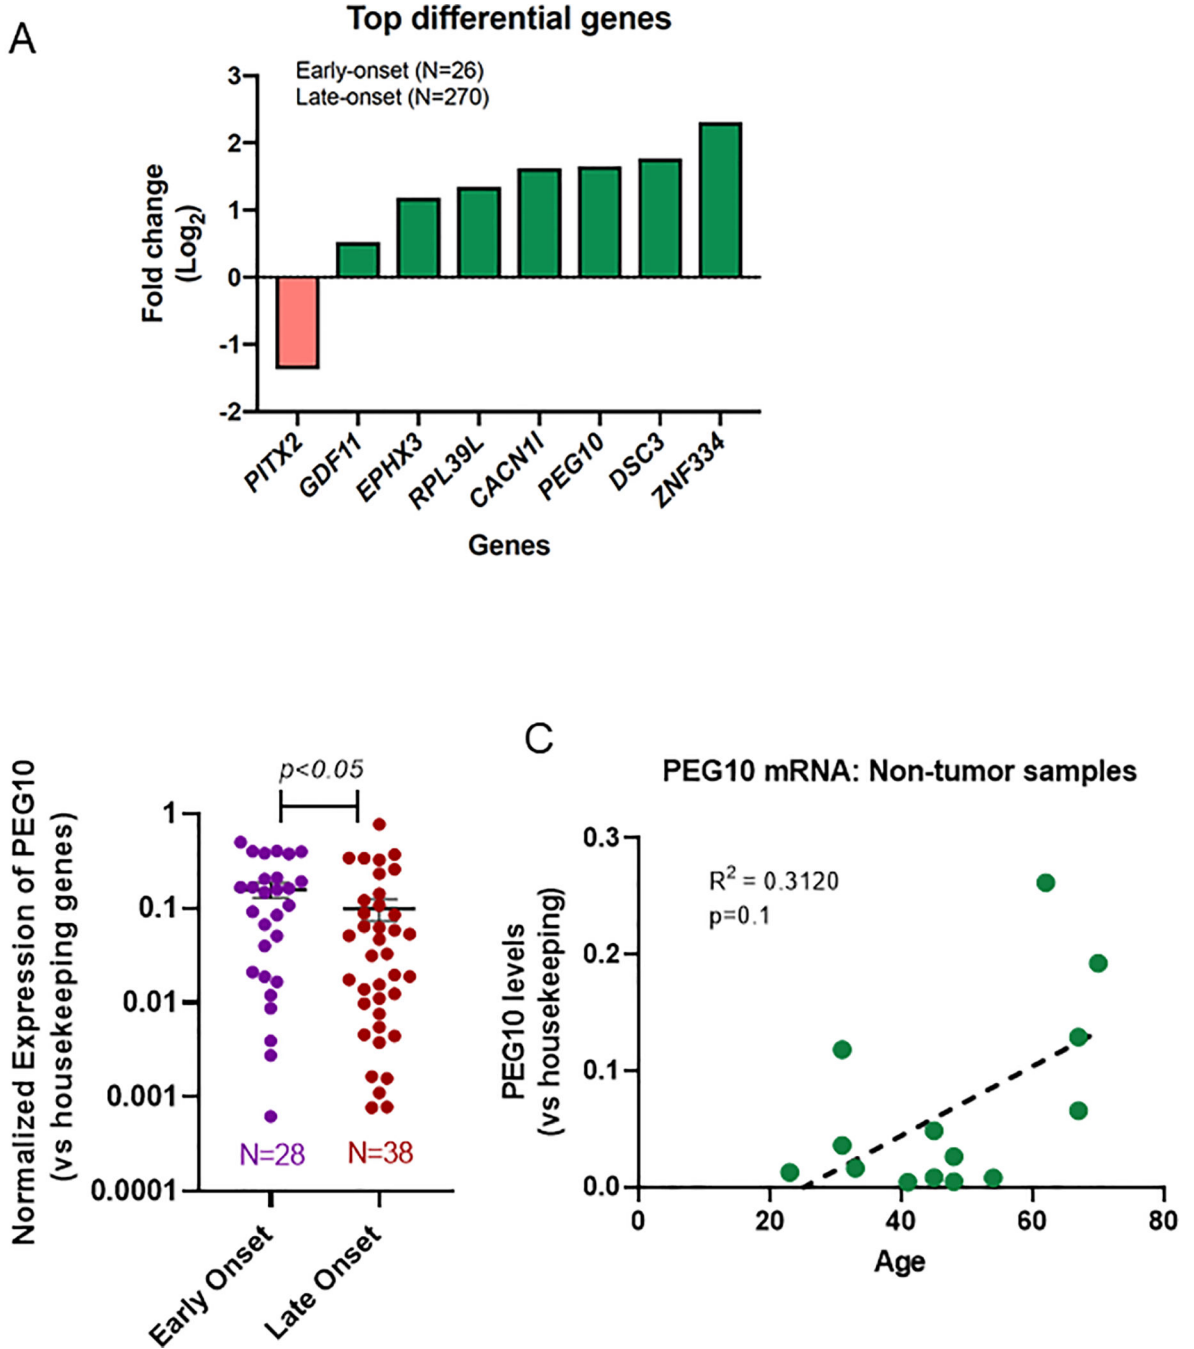 A
Top differential genes
Early-onset (N=26)
Late-onset (N=270)
Fold change
(Log2)
3
2
1
0
-1
-2
PITX2
GDF11
EPHX3
RPL39L
CACN1I
PEG10
DSC3
ZNF334
Genes
Normalized Expression of PEG10
(vs housekeeping genes)
p<0.05
1
0.1
0.01
0.001
0.0001
N=28
N=38
Early Onset
Late Onset
C
PEG10 mRNA: Non-tumor samples
PEG10 levels
(vs housekeeping)
R² = 0.3120
p=0.1
0.3
0.2
0.1
0.0
0
20
40
60
80
Age